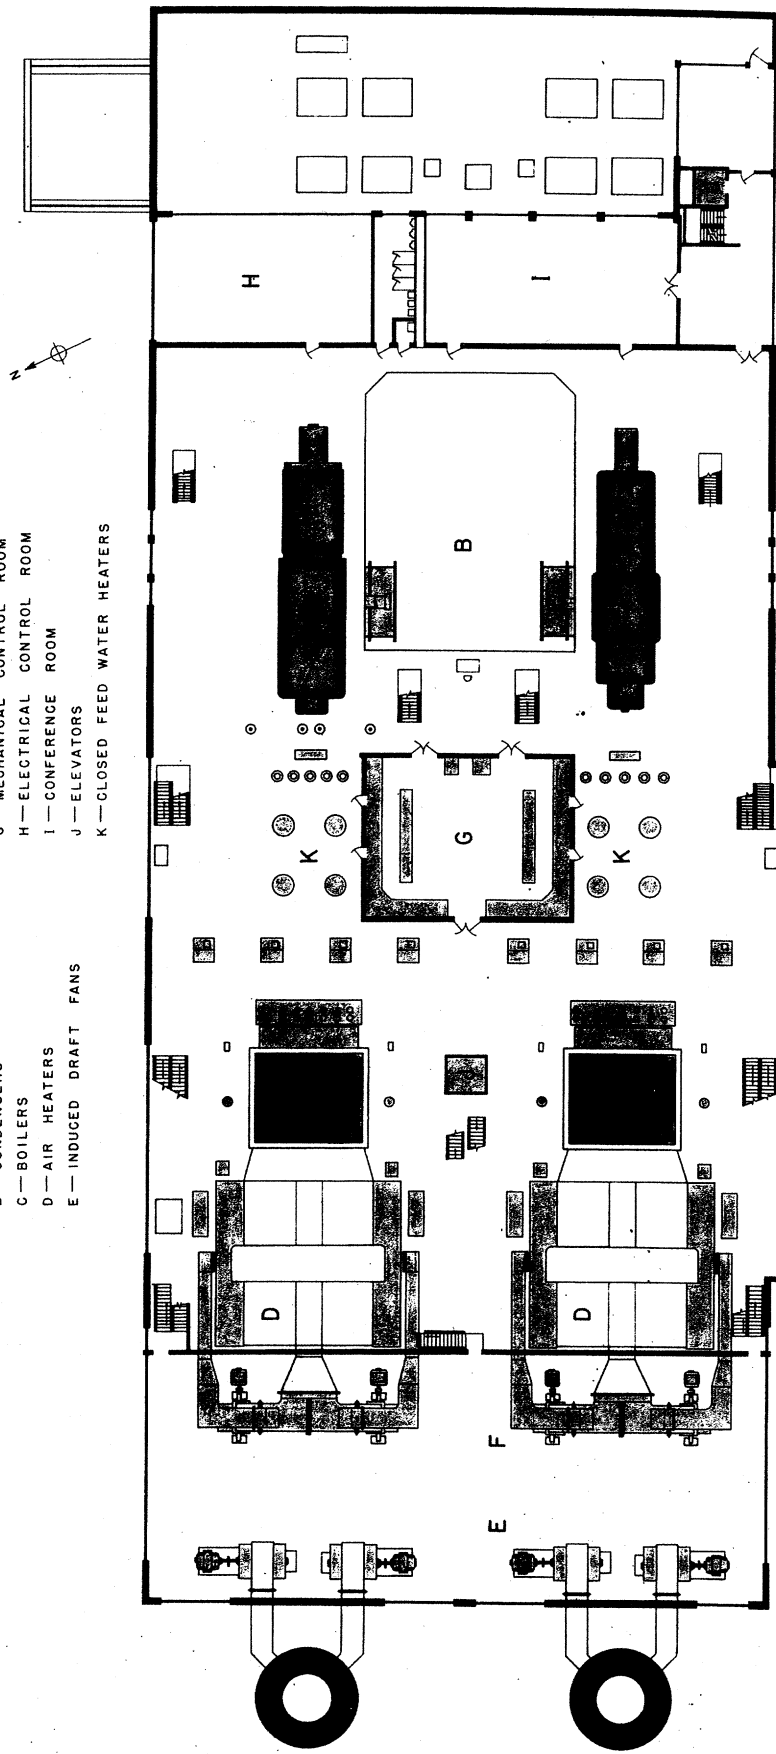 CONDENSERS
C — BOILERS
D — AIR HEATERS
E — INDUCED DRAFT FANS
MECHANICAL CONTROL ROOM
H — ELECTRICAL CONTROL ROOM
I — CONFERENCE ROOM
J — ELEVATORS
K — CLOSED FEED WATER HEATERS
N
H
I
B
K
G
K
D
D
F
E